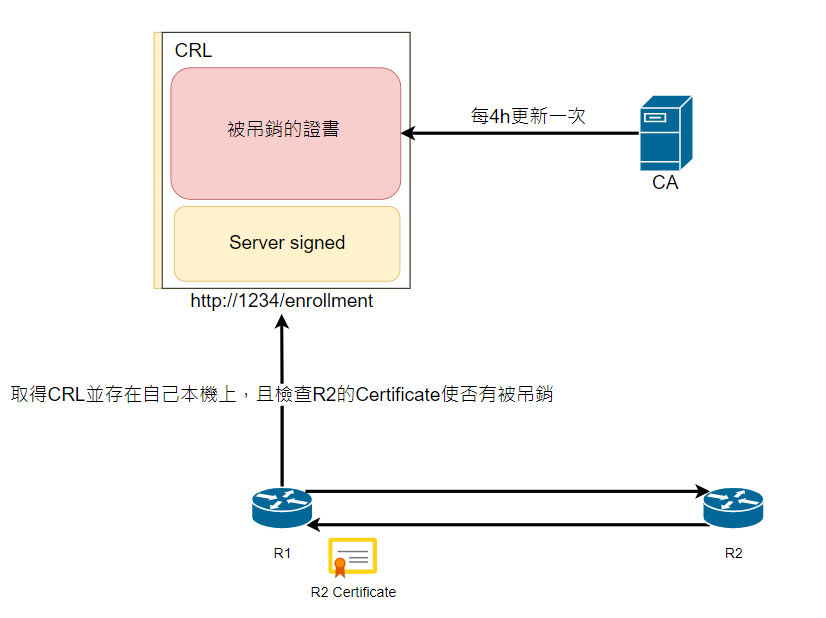 CRL
被吊銷的證書
每4h更新一次
CA
Server signed
http://1234/enrollment
取得CRL並存在自己本機上，且檢查R2的Certificate使否有被吊銷
R1
R2
R2 Certificate